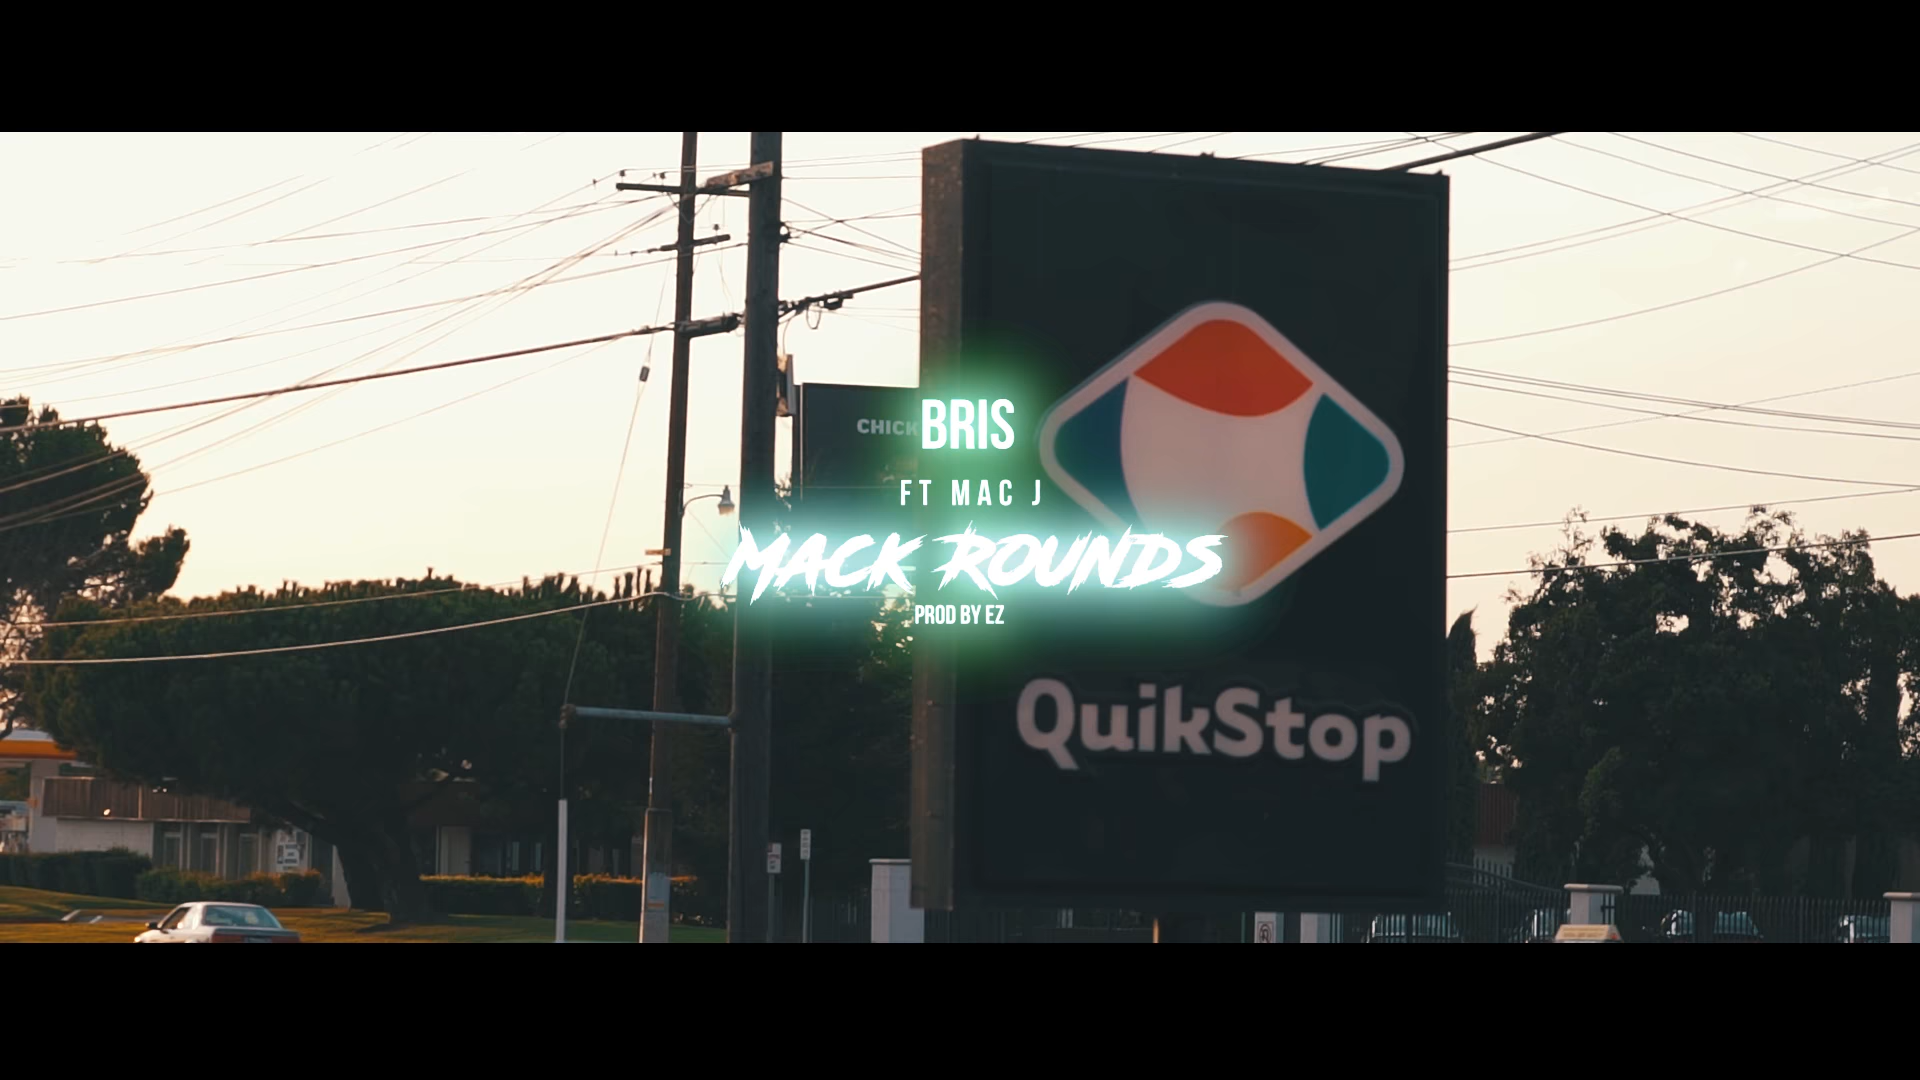 CHICK
BRIS
FT MAC J
MACK ROUNDS
PROD BY EZ
QuikStop